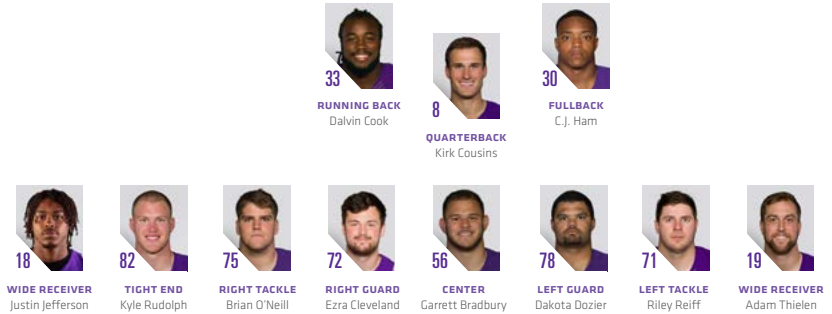 33
RUNNING BACK
Dalvin Cook
8
QUARTERBACK
Kirk Cousins
30
FULLBACK
C.J. Ham
18
WIDE RECEIVER
Justin Jefferson
82
TIGHT END
Kyle Rudolph
75
RIGHT TACKLE
Brian O'Neill
72
RIGHT GUARD
Ezra Cleveland
56
CENTER
Garrett Bradbury
78
LEFT GUARD
Dakota Dozier
71
LEFT TACKLE
Riley Reiff
19
WIDE RECEIVER
Adam Thielen